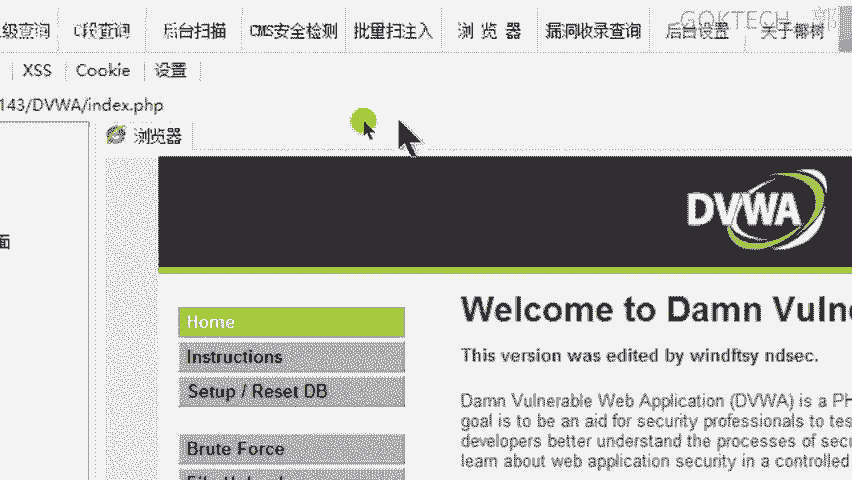 GOKTECH 郭
级查询 C段查询 后台扫描 CMS安全检测 批量扫注入 浏 览 器 漏洞收录查询 后台设置 关于椰树
XSS Cookie 设置
143/DVWA/index.php
浏览器
DVWA
面
Home
Instructions
Setup / Reset DB
Brute Force
Welcome to Damn Vulne
This version was edited by windftsy ndsec.
Damn Vulnerable Web Application (DVWA) is a PH
goal is to be an aid for security professionals to tes
developers better understand the processes of secu
learn about web application security in a controlled